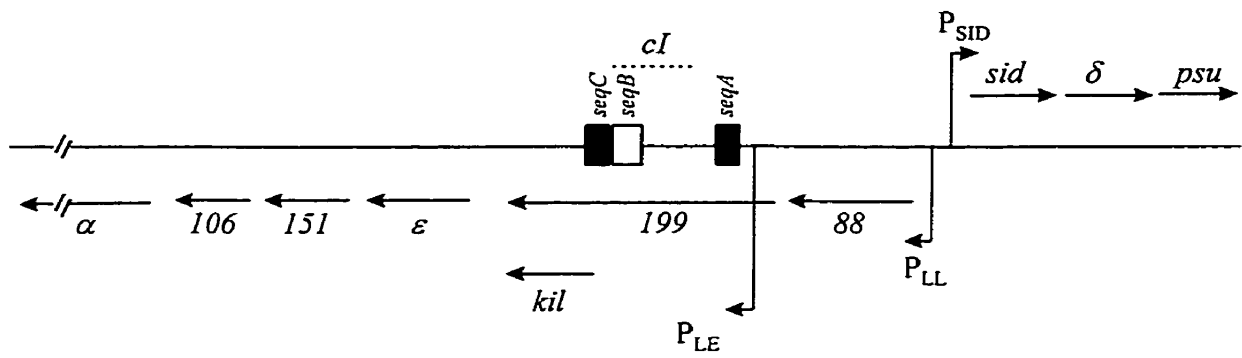 P_SID
cI
sid δ psu
seqC seqB seqA
α 106 151 ε 199 88
P_LL
kil
P_LE